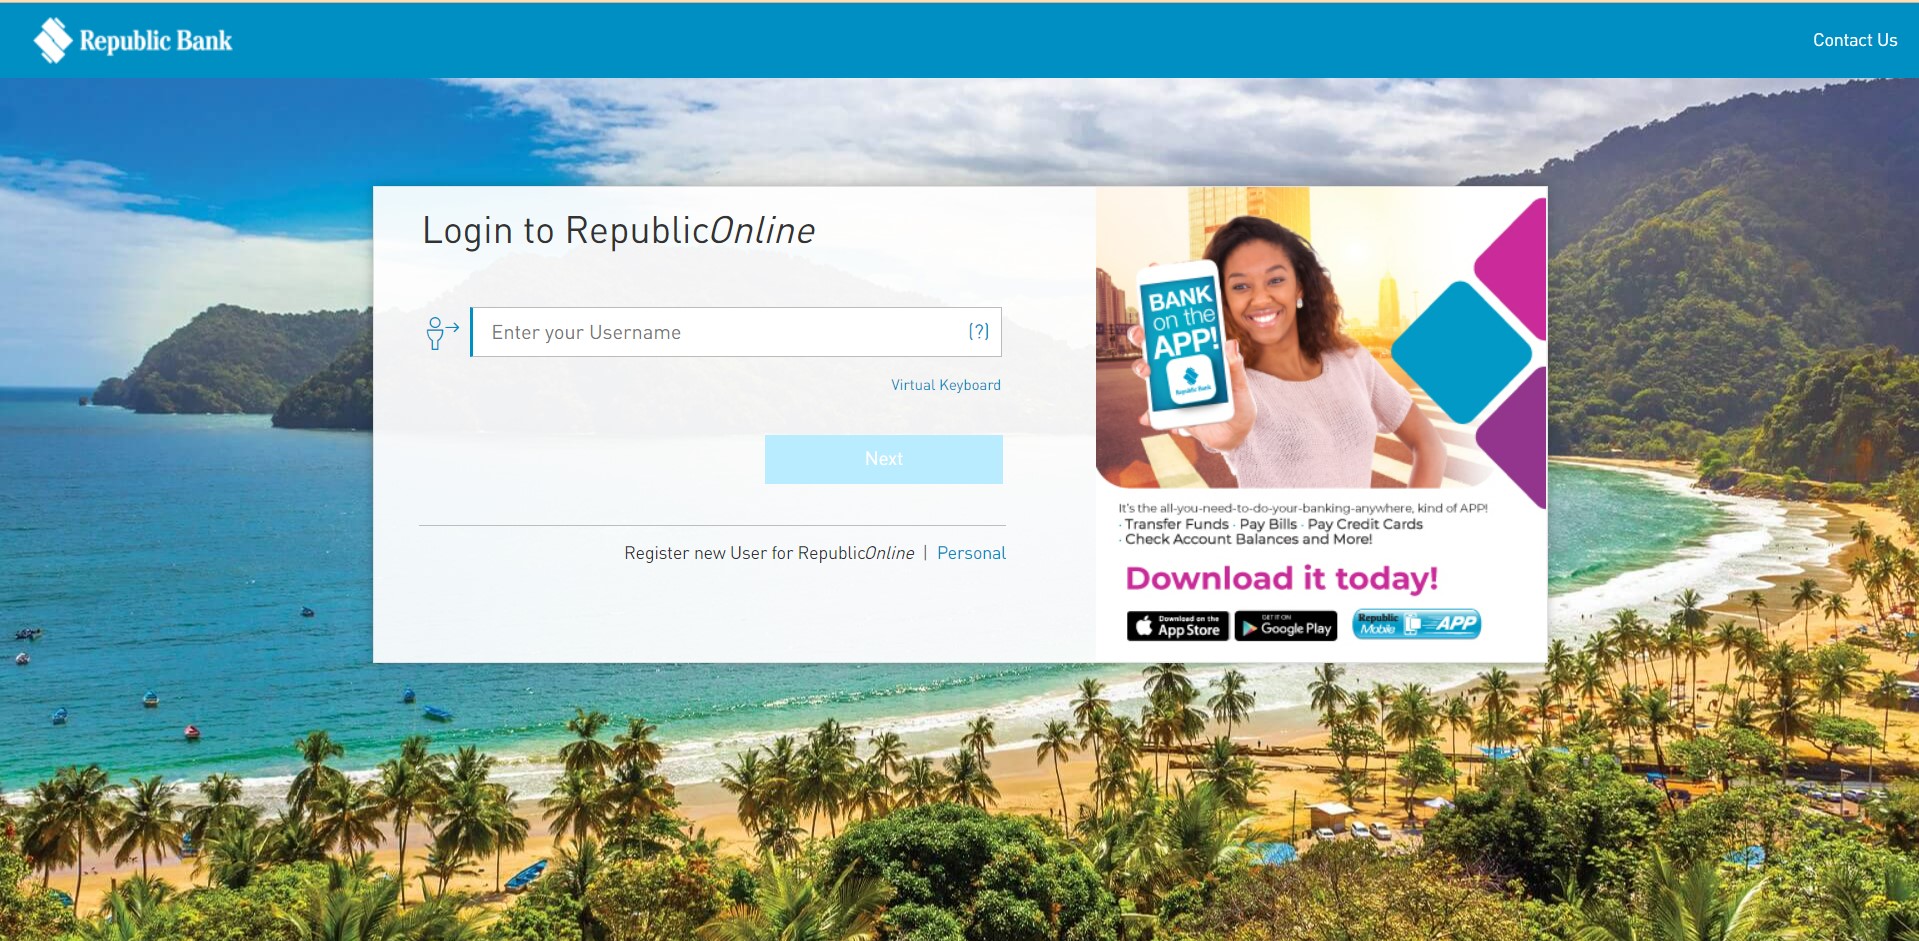 Republic Bank
Contact Us
Login to RepublicOnline
Enter your Username (?)
Virtual Keyboard
Next
Register new User for RepublicOnline | Personal
BANK
on the
APP!
Republic Bank
It's the all-you-need-to-do-your-banking-anywhere, kind of APP!
· Transfer Funds · Pay Bills · Pay Credit Cards
· Check Account Balances and More!
Download it today!
Download on the
App Store
GET IT ON
Google Play
Republic
Mobile APP